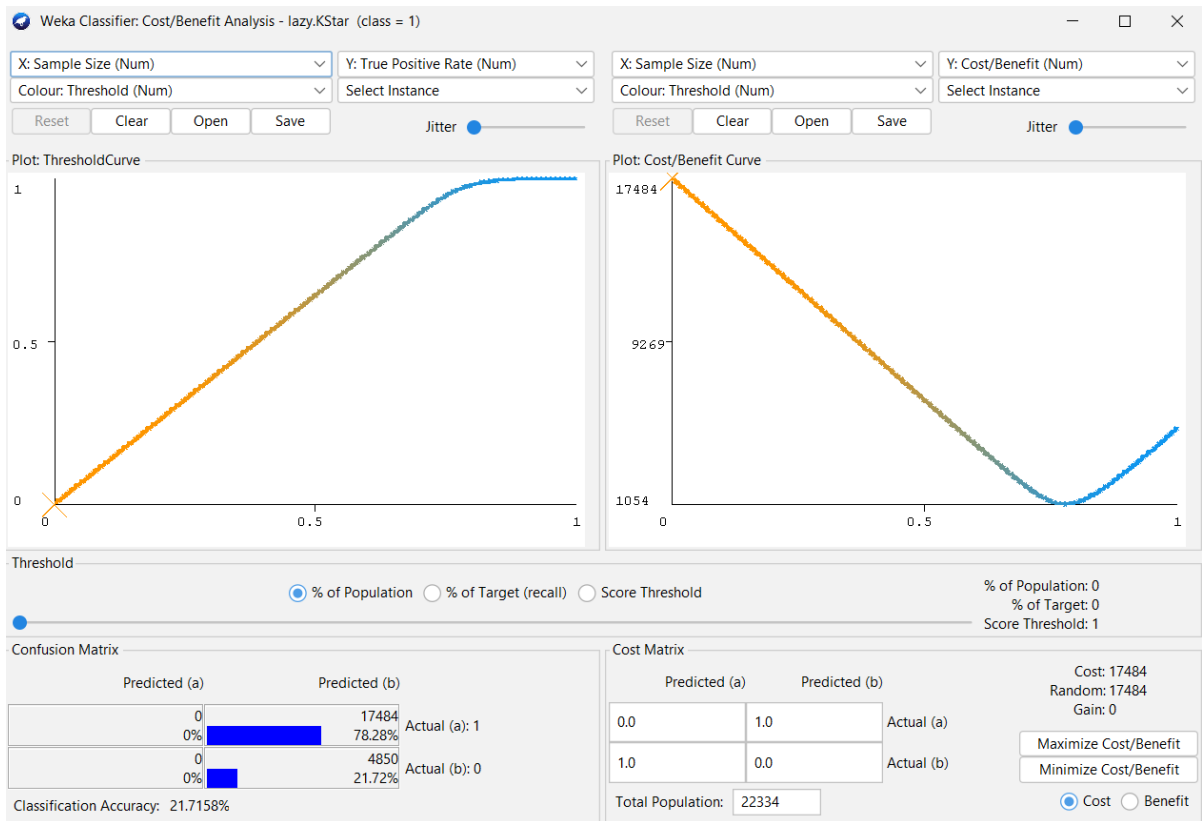 Weka Classifier: Cost/Benefit Analysis - lazy.KStar (class = 1)
X: Sample Size (Num)
Y: True Positive Rate (Num)
X: Sample Size (Num)
Y: Cost/Benefit (Num)
Colour: Threshold (Num)
Select Instance
Colour: Threshold (Num)
Select Instance
Reset
Clear
Open
Save
Jitter
Reset
Clear
Open
Save
Jitter
Plot: ThresholdCurve
1
0.5
0
0
0.5
1
Plot: Cost/Benefit Curve
17484
9269
1054
0
0.5
1
Threshold
% of Population
% of Target (recall)
Score Threshold
% of Population: 0
% of Target: 0
Score Threshold: 1
Confusion Matrix
Predicted (a)
Predicted (b)
0
0%
17484
78.28%
Actual (a): 1
0
0%
4850
21.72%
Actual (b): 0
Classification Accuracy: 21.7158%
Cost Matrix
Predicted (a)
Predicted (b)
0.0
1.0
Actual (a)
1.0
0.0
Actual (b)
Total Population:
22334
Cost: 17484
Random: 17484
Gain: 0
Maximize Cost/Benefit
Minimize Cost/Benefit
Cost
Benefit